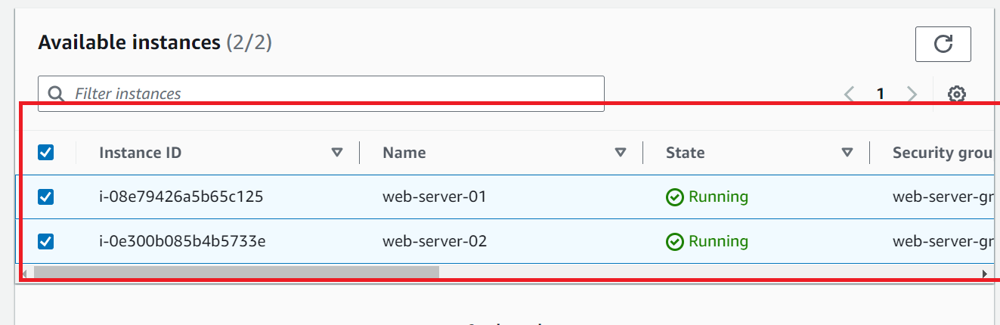 Available instances (2/2)
Filter instances
1
Instance ID Name State Security grou
i-08e79426a5b65c125 web-server-01 Running web-server-gr
i-0e300b085b4b5733e web-server-02 Running web-server-gr